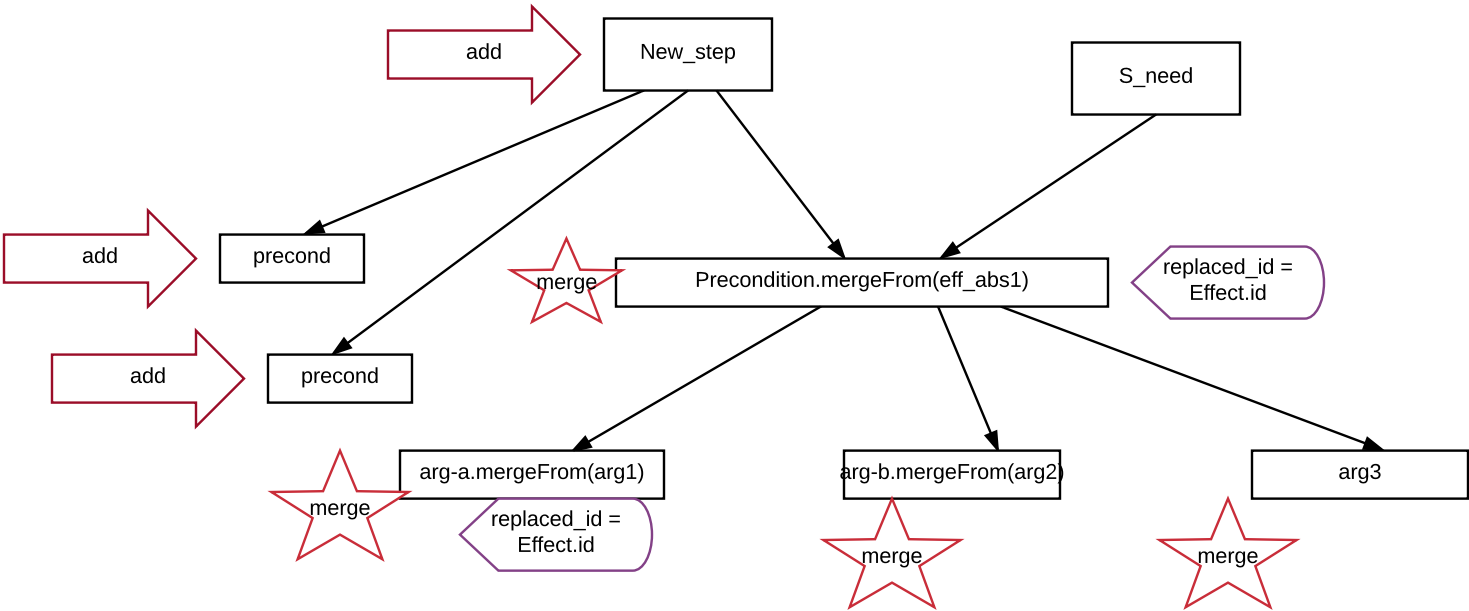 add
New_step
S_need
add
precond
merge
Precondition.mergeFrom(eff_abs1)
replaced_id =
Effect.id
add
precond
arg-a.mergeFrom(arg1)
arg-b.mergeFrom(arg2)
arg3
merge
replaced_id =
Effect.id
merge
merge